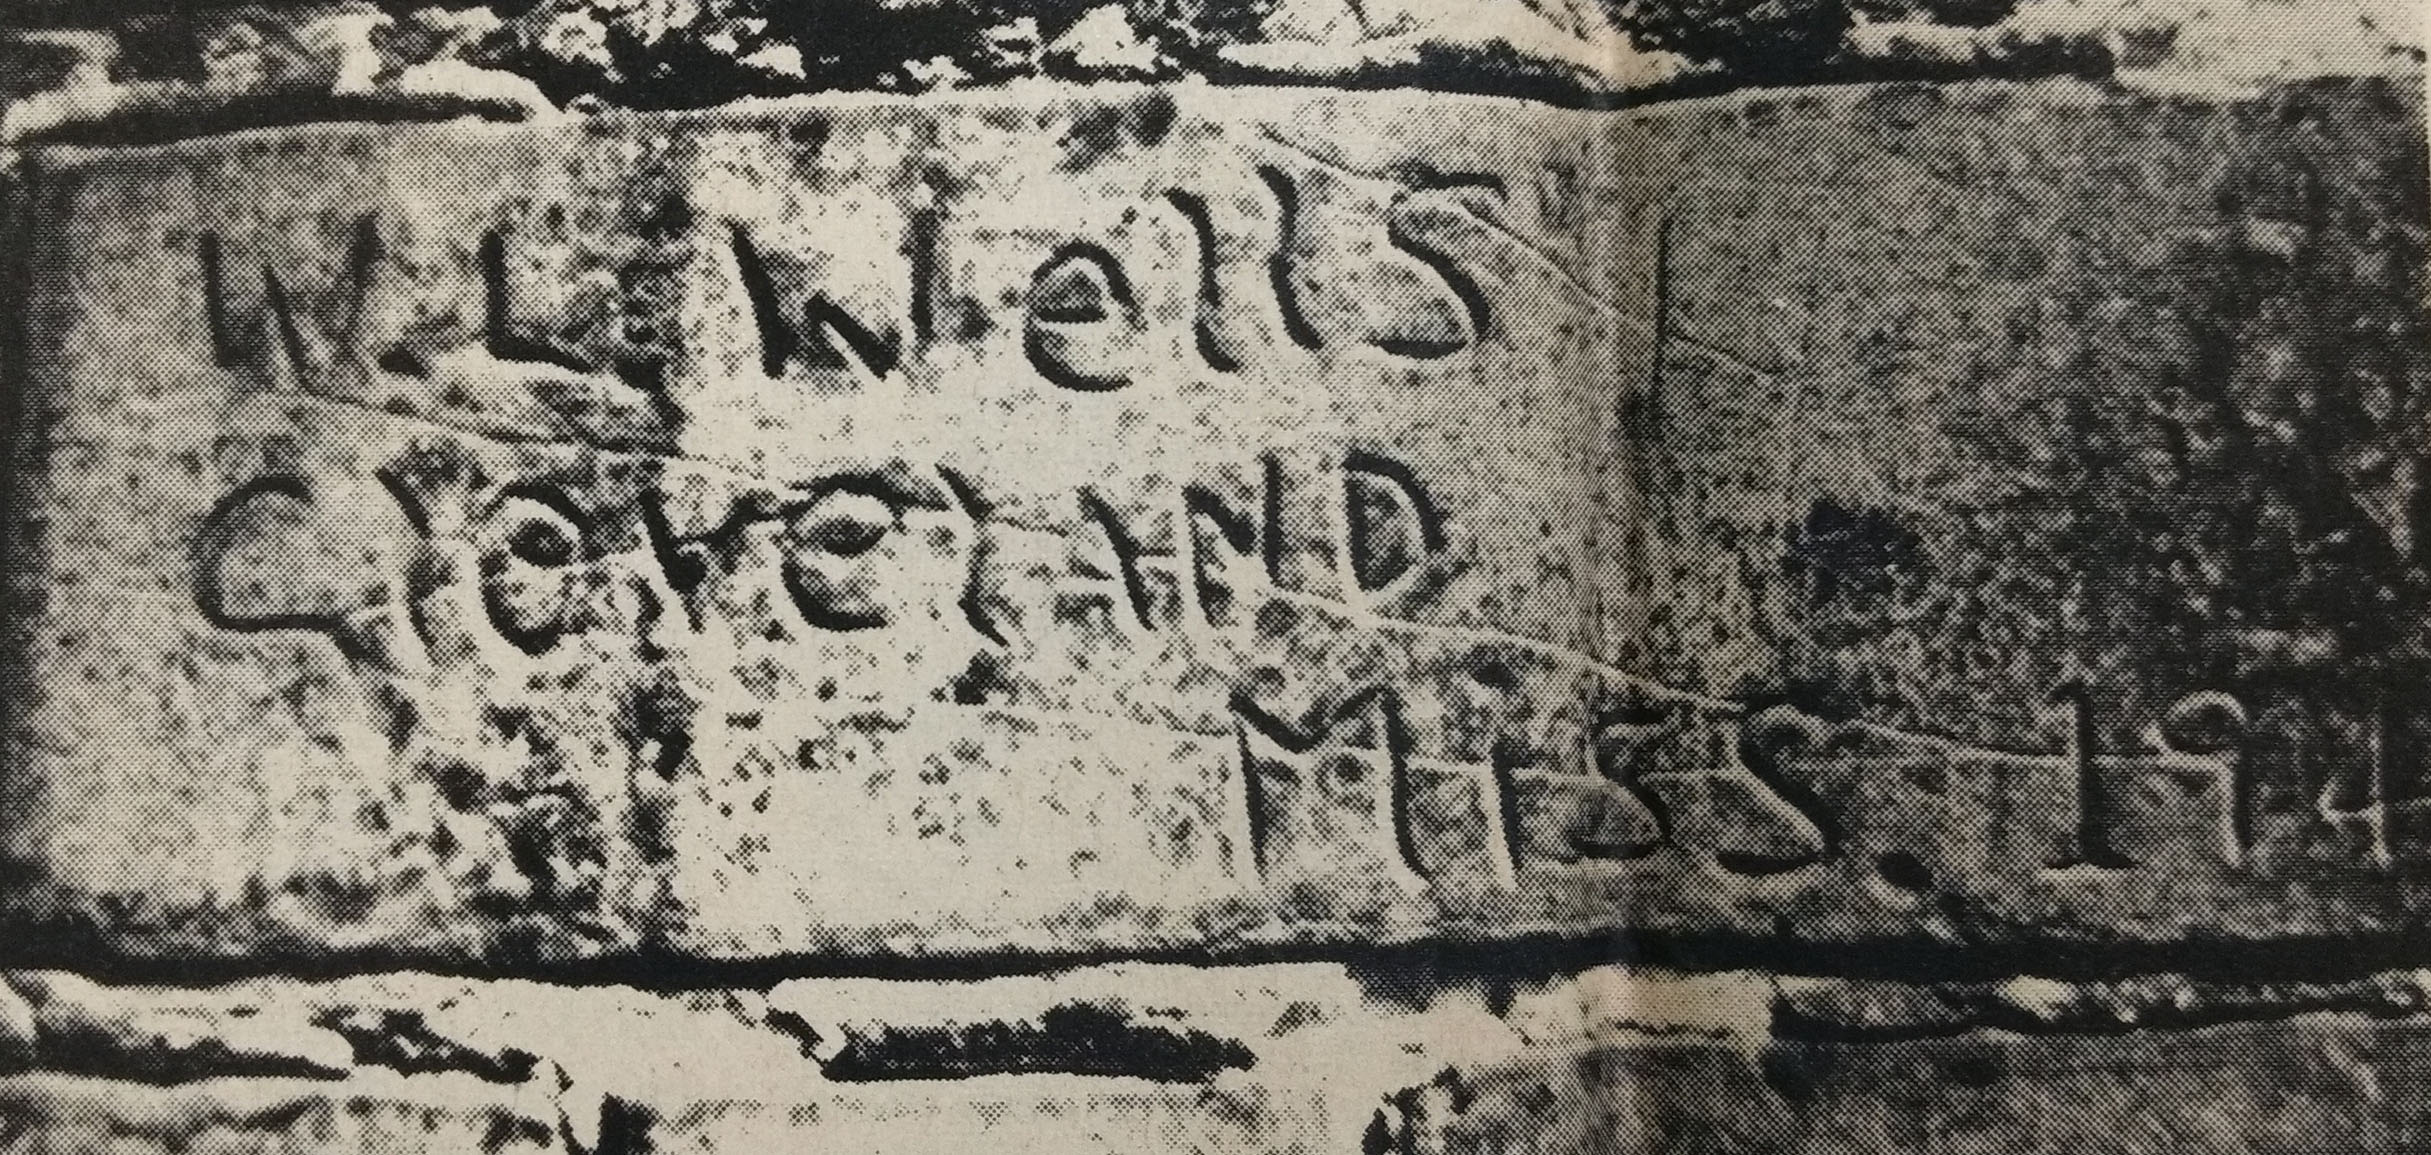 W L Wells
CleveLAND
MISS. 194